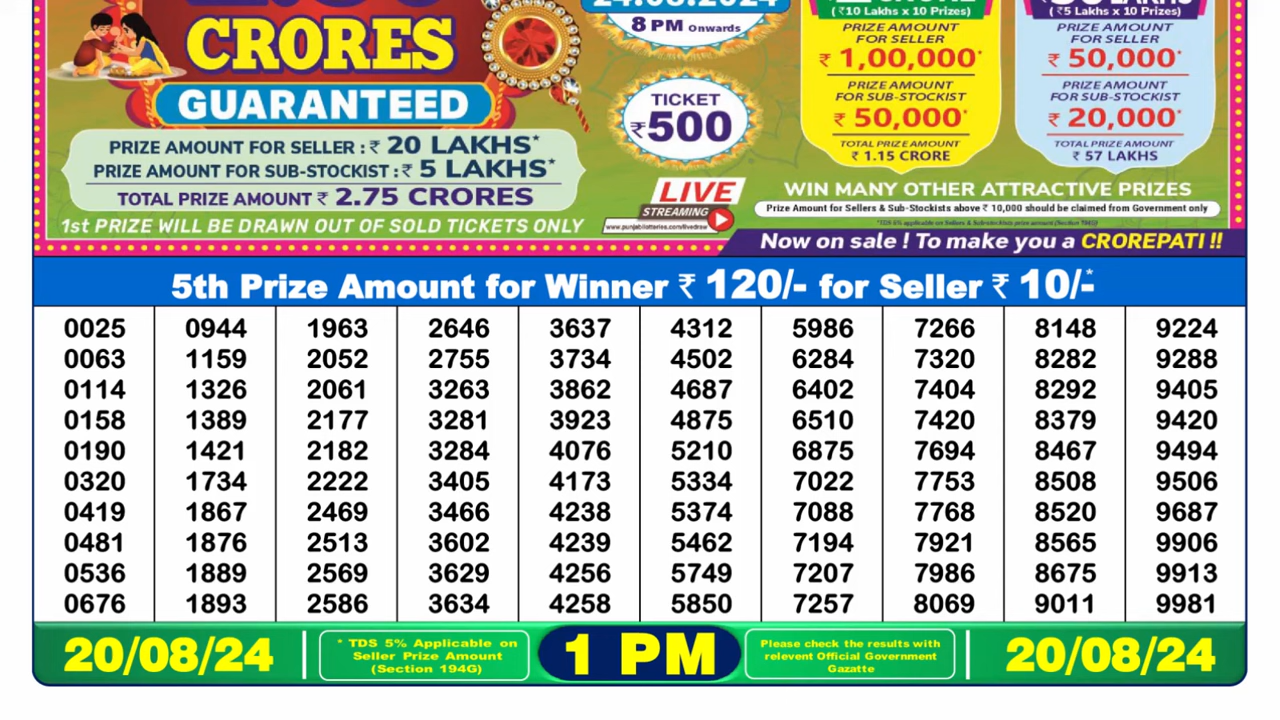 CRORES
GUARANTEED
PRIZE AMOUNT FOR SELLER : ₹ 20 LAKHS*
PRIZE AMOUNT FOR SUB-STOCKIST : ₹ 5 LAKHS*
TOTAL PRIZE AMOUNT ₹ 2.75 CRORES
1st PRIZE WILL BE DRAWN OUT OF SOLD TICKETS ONLY
24.08.2024
8 PM Onwards
TICKET
₹500
LIVE
STREAMING
www.punjablotteries.com/livedraw
(₹10 Lakhs x 10 Prizes)
PRIZE AMOUNT
FOR SELLER
₹ 1,00,000*
PRIZE AMOUNT
FOR SUB-STOCKIST
₹ 50,000*
TOTAL PRIZE AMOUNT
₹ 1.15 CRORE
(₹5 Lakhs x 10 Prizes)
PRIZE AMOUNT
FOR SELLER
₹ 50,000*
PRIZE AMOUNT
FOR SUB-STOCKIST
₹ 20,000*
TOTAL PRIZE AMOUNT
₹ 57 LAKHS
WIN MANY OTHER ATTRACTIVE PRIZES
Prize Amount for Sellers & Sub-Stockists above ₹ 10,000 should be claimed from Government only
Now on sale ! To make you a CROREPATI !!
5th Prize Amount for Winner ₹ 120/- for Seller ₹ 10/-*
0025 0944 1963 2646 3637 4312 5986 7266 8148 9224
0063 1159 2052 2755 3734 4502 6284 7320 8282 9288
0114 1326 2061 3263 3862 4687 6402 7404 8292 9405
0158 1389 2177 3281 3923 4875 6510 7420 8379 9420
0190 1421 2182 3284 4076 5210 6875 7694 8467 9494
0320 1734 2222 3405 4173 5334 7022 7753 8508 9506
0419 1867 2469 3466 4238 5374 7088 7768 8520 9687
0481 1876 2513 3602 4239 5462 7194 7921 8565 9906
0536 1889 2569 3629 4256 5749 7207 7986 8675 9913
0676 1893 2586 3634 4258 5850 7257 8069 9011 9981
20/08/24
* TDS 5% Applicable on
Seller Prize Amount
(Section 194G)
1 PM
Please check the results with
relevent Official Government
Gazatte
20/08/24